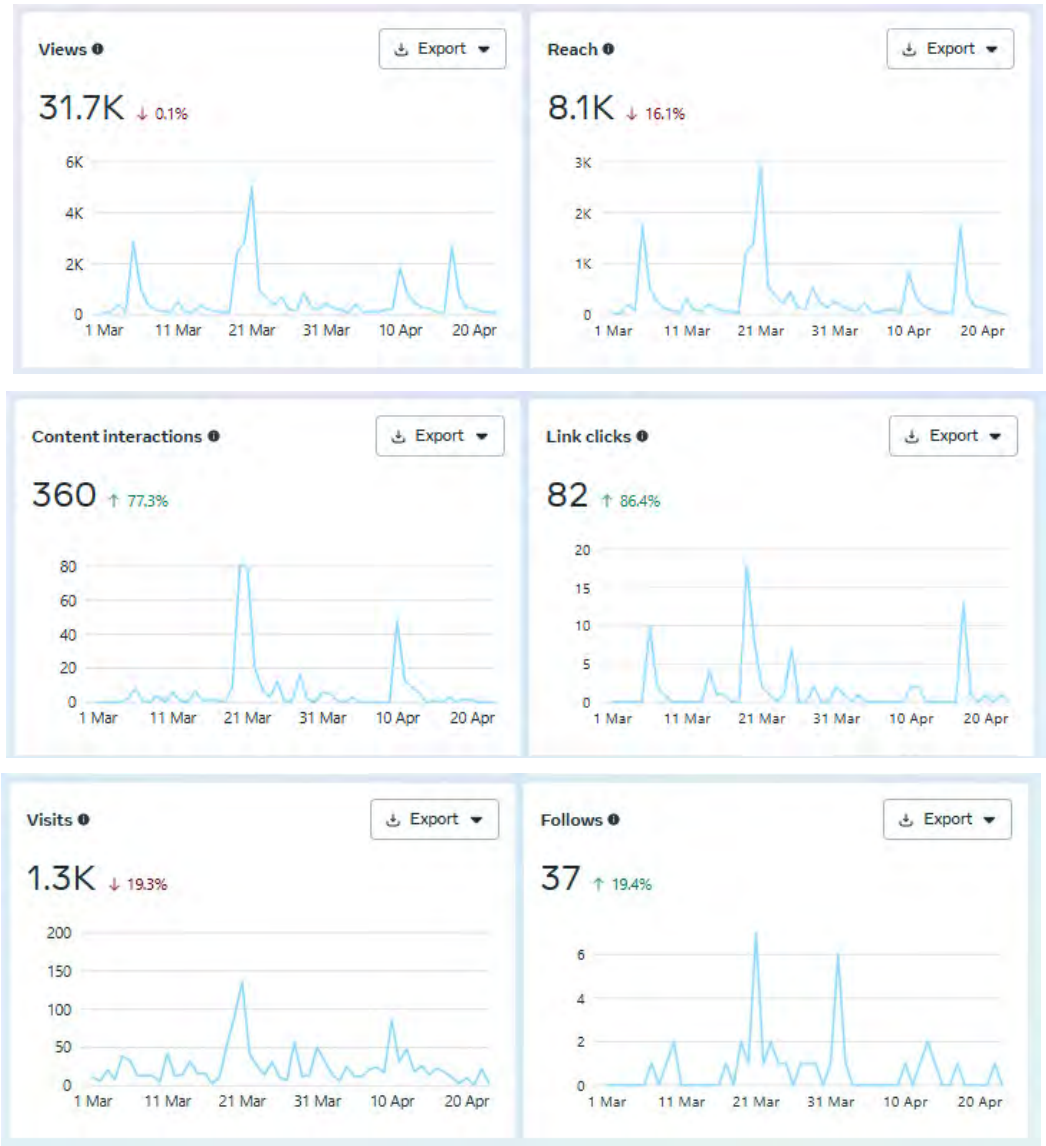 Views
Export
31.7K ↓ 0.1%
6K
4K
2K
0
1 Mar 11 Mar 21 Mar 31 Mar 10 Apr 20 Apr
Reach
Export
8.1K ↓ 16.1%
3K
2K
1K
0
1 Mar 11 Mar 21 Mar 31 Mar 10 Apr 20 Apr
Content interactions
Export
360 ↑ 77.3%
80
60
40
20
0
1 Mar 11 Mar 21 Mar 31 Mar 10 Apr 20 Apr
Link clicks
Export
82 ↑ 86.4%
20
15
10
5
0
1 Mar 11 Mar 21 Mar 31 Mar 10 Apr 20 Apr
Visits
Export
1.3K ↓ 19.3%
200
150
100
50
0
1 Mar 11 Mar 21 Mar 31 Mar 10 Apr 20 Apr
Follows
Export
37 ↑ 19.4%
6
4
2
0
1 Mar 11 Mar 21 Mar 31 Mar 10 Apr 20 Apr